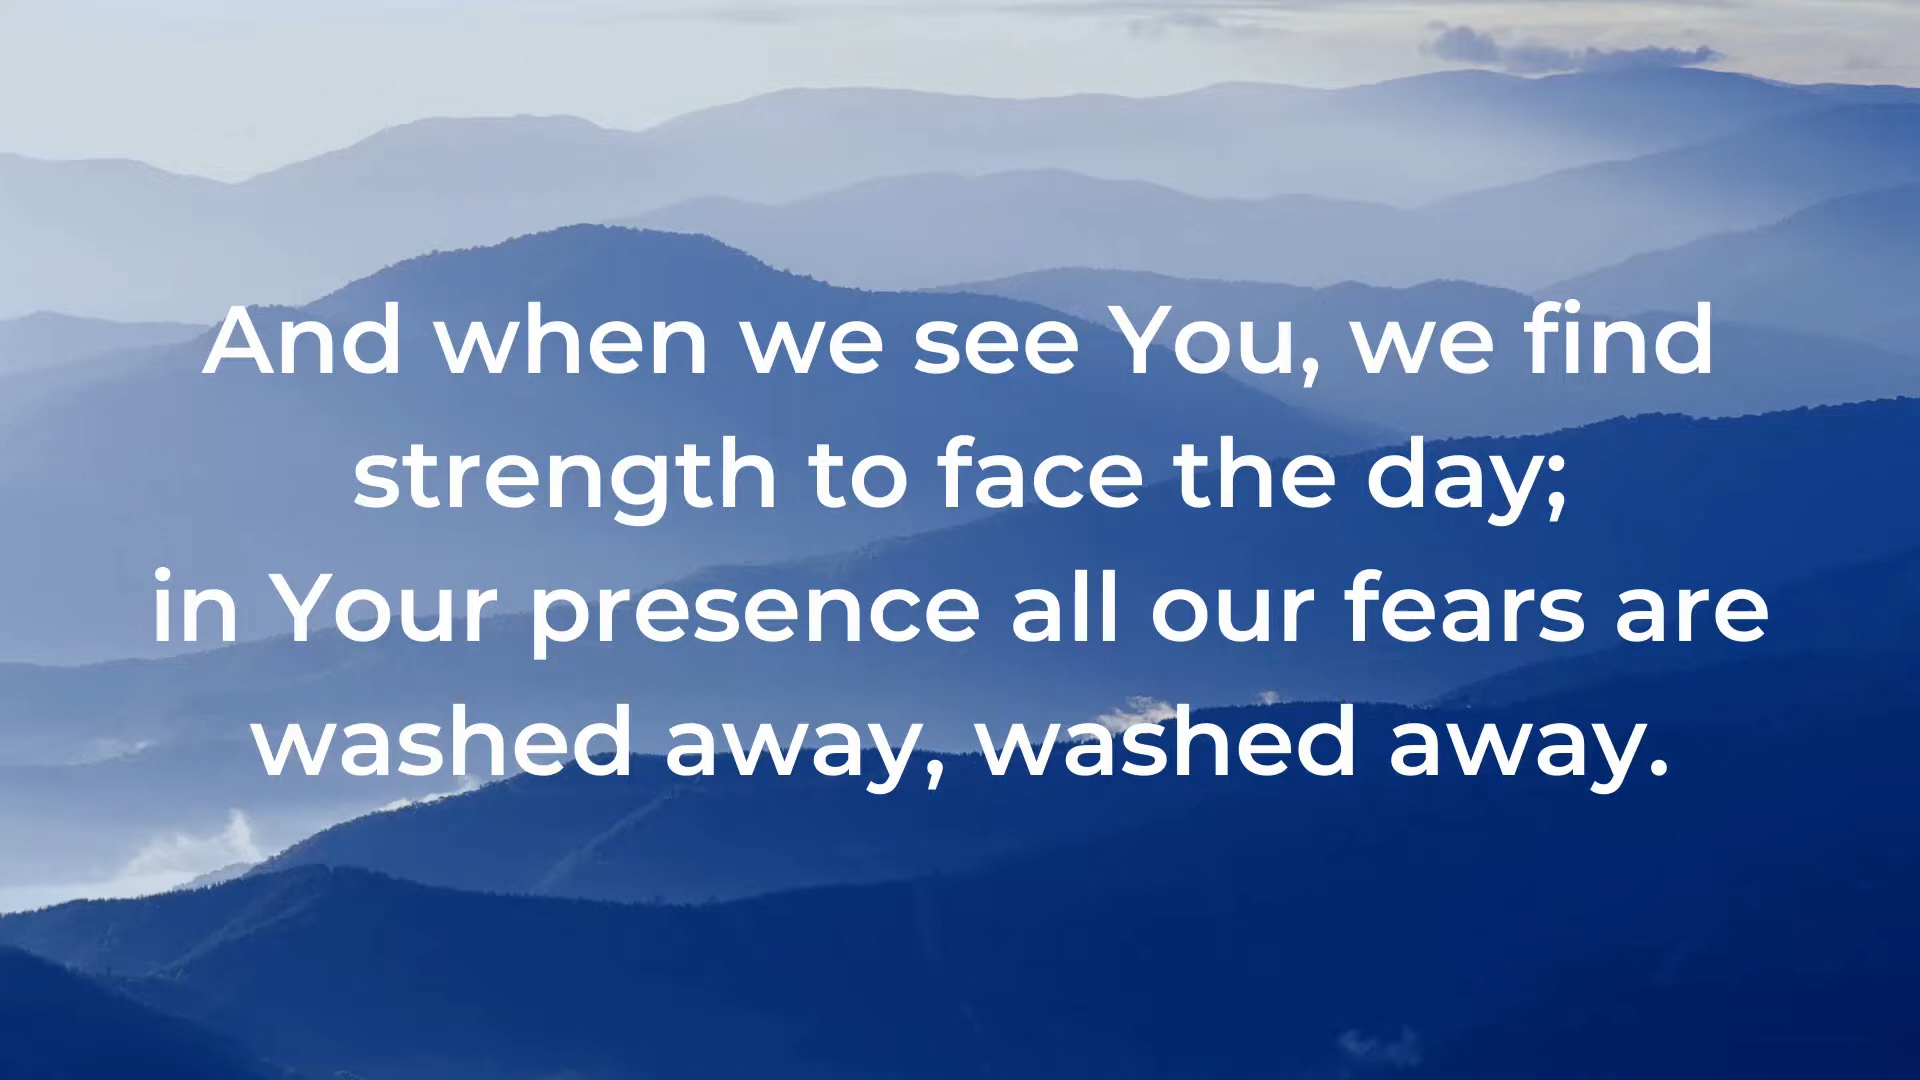 And when we see You, we find
strength to face the day;
in Your presence all our fears are
washed away, washed away.